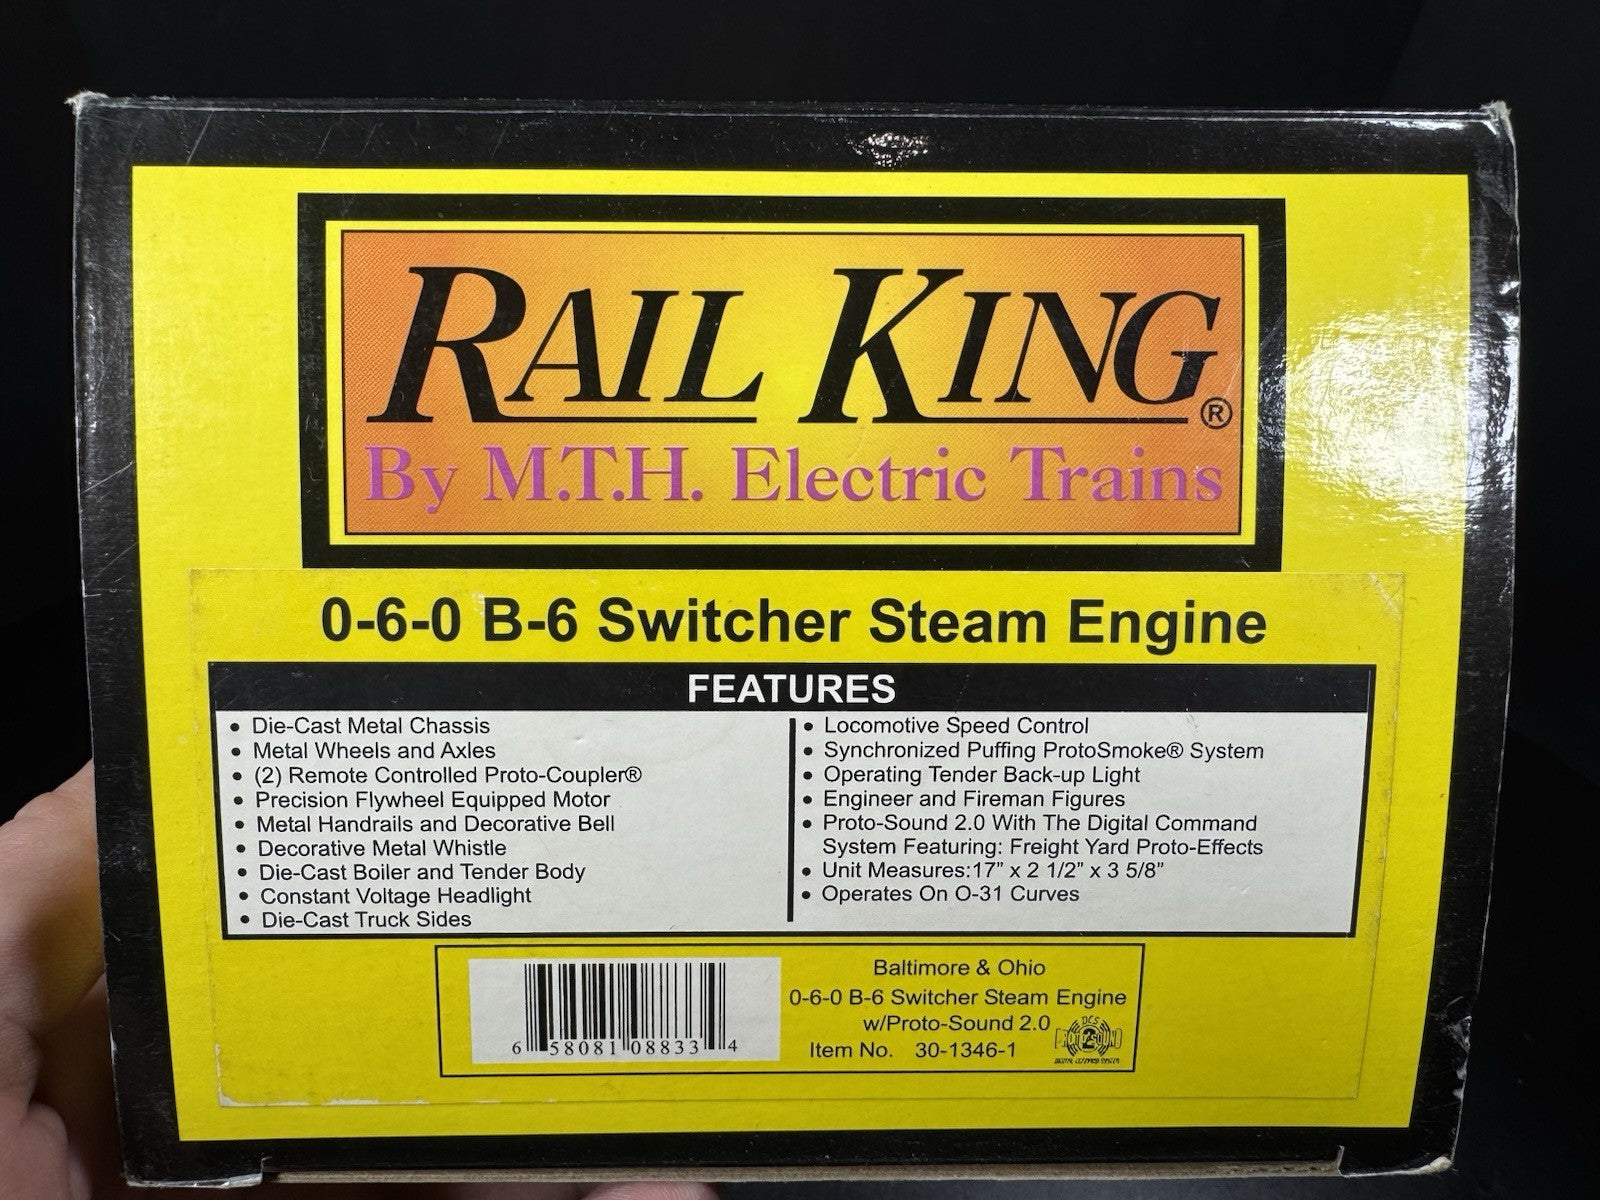 RAIL KING®
By M.T.H. Electric Trains
0-6-0 B-6 Switcher Steam Engine
FEATURES
• Die-Cast Metal Chassis
• Metal Wheels and Axles
• (2) Remote Controlled Proto-Coupler®
• Precision Flywheel Equipped Motor
• Metal Handrails and Decorative Bell
• Decorative Metal Whistle
• Die-Cast Boiler and Tender Body
• Constant Voltage Headlight
• Die-Cast Truck Sides
• Locomotive Speed Control
• Synchronized Puffing ProtoSmoke® System
• Operating Tender Back-up Light
• Engineer and Fireman Figures
• Proto-Sound 2.0 With The Digital Command
System Featuring: Freight Yard Proto-Effects
• Unit Measures:17” x 2 1/2” x 3 5/8”
• Operates On O-31 Curves
6 58081 08833 4
Baltimore & Ohio
0-6-0 B-6 Switcher Steam Engine
w/Proto-Sound 2.0
Item No. 30-1346-1
DCS
2